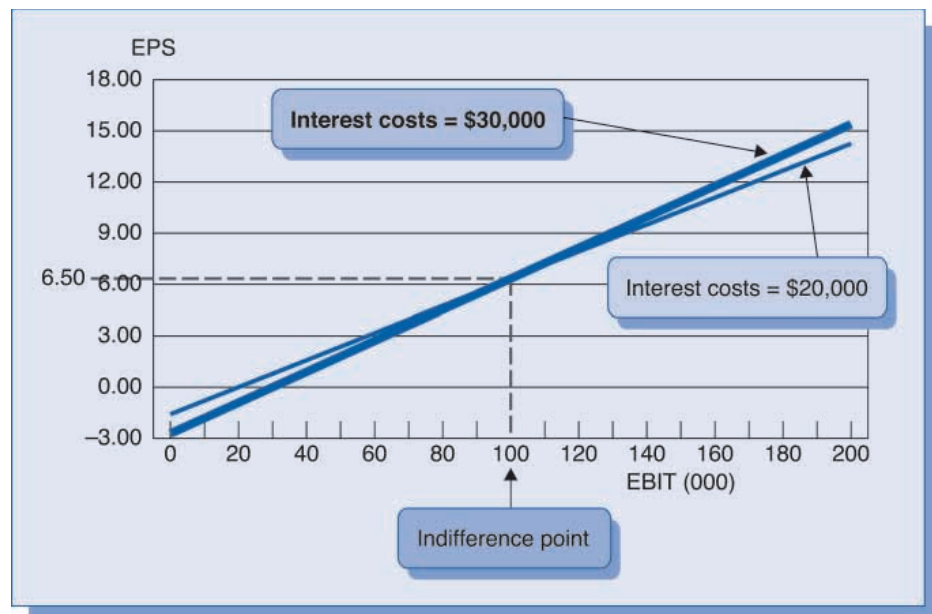 EPS
18.00
Interest costs = $30,000
15.00
12.00
9.00
6.50
6.00
Interest costs = $20,000
3.00
0.00
–3.00
0 20 40 60 80 100 120 140 160 180 200
EBIT (000)
Indifference point